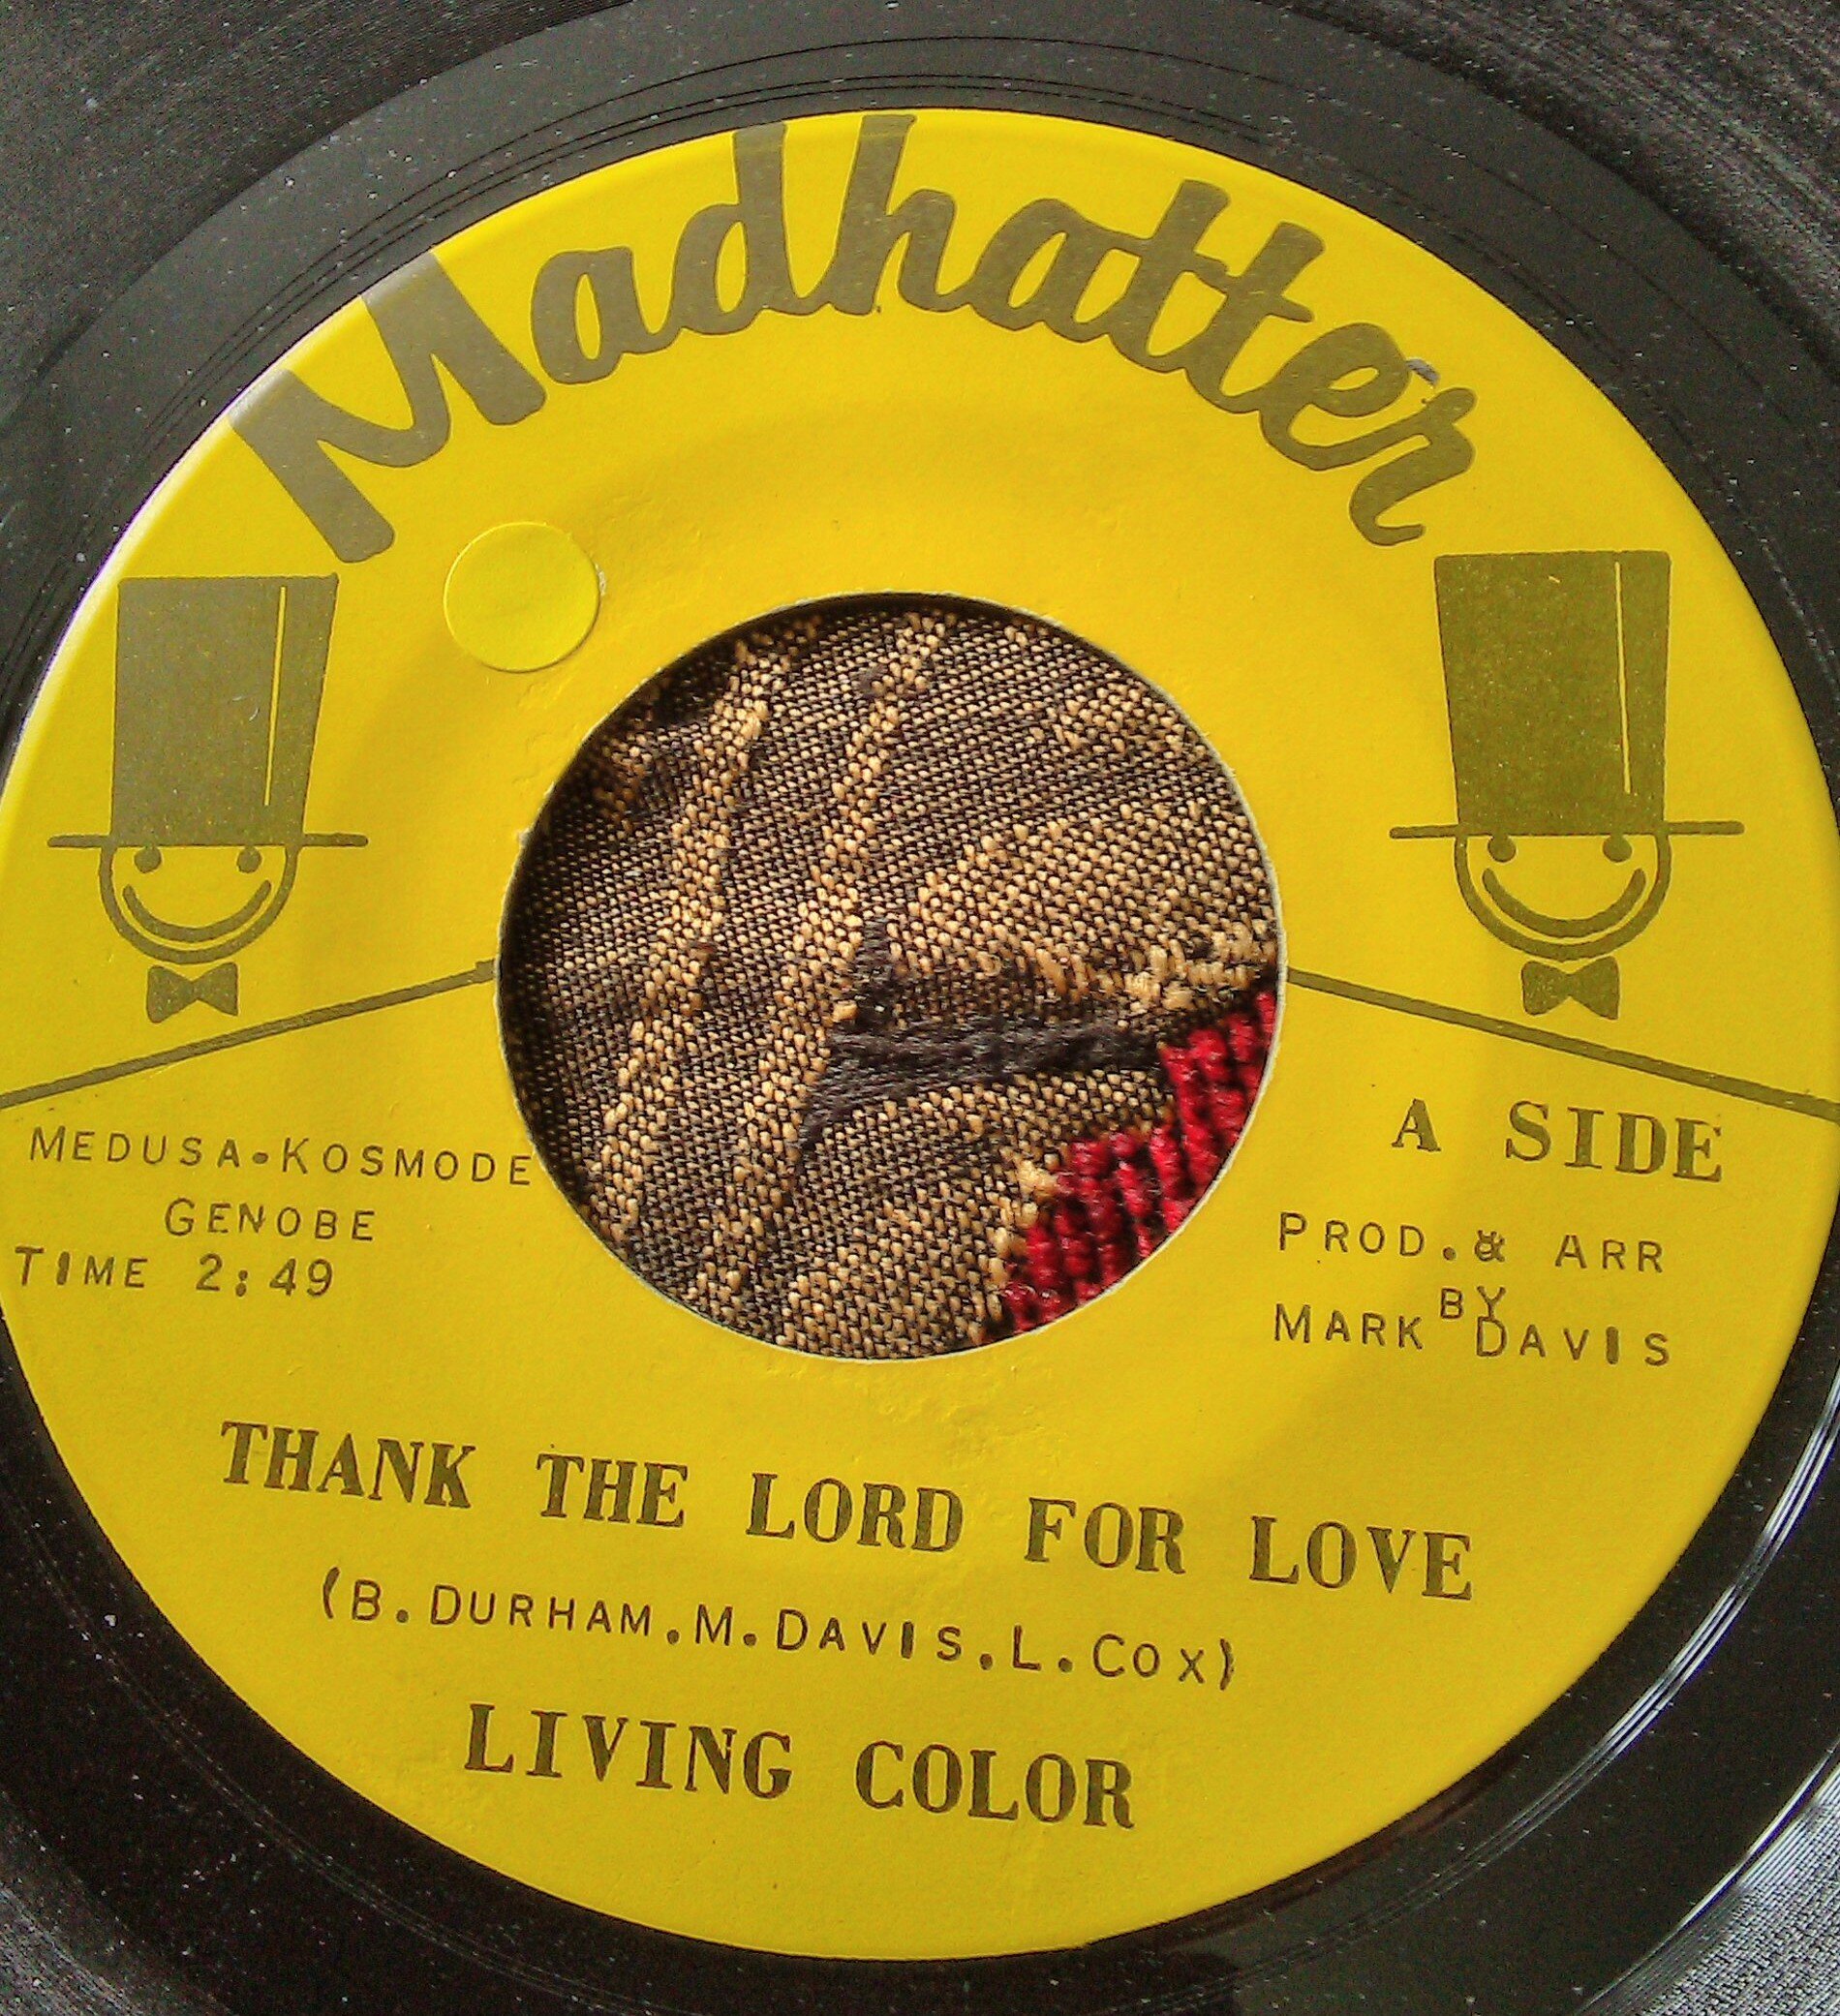 Madhatter
MEDUSA-KOSMODE
GENOBE
TIME 2:49
A SIDE
PROD.& ARR
BY
MARK DAVIS
THANK THE LORD FOR LOVE
(B.DURHAM.M.DAVIS.L.COX)
LIVING COLOR